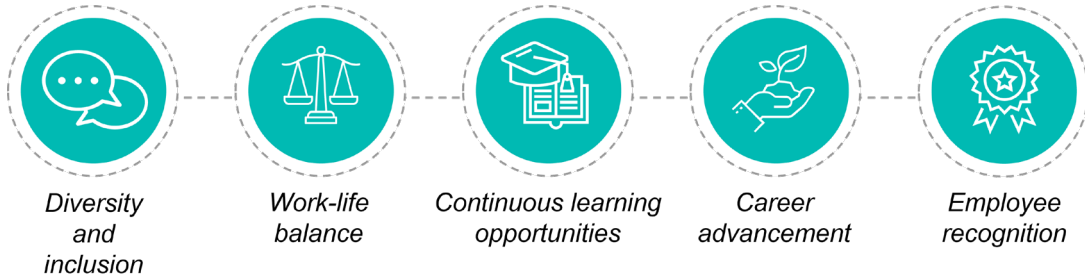 Diversity
and
inclusion
Work-life
balance
Continuous learning
opportunities
Career
advancement
Employee
recognition